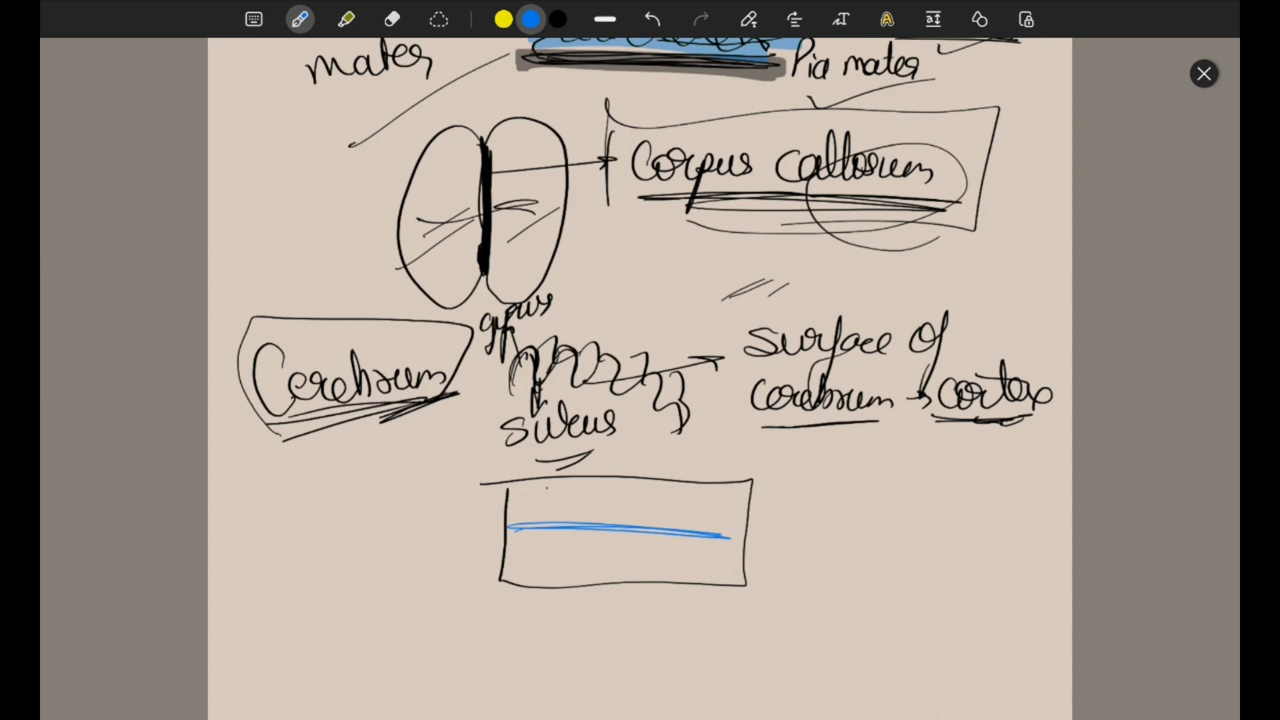 mater
Pia mater
Corpus callosum
gyrus
Cerebrum
sulcus
surface of
cerebrum → cortex